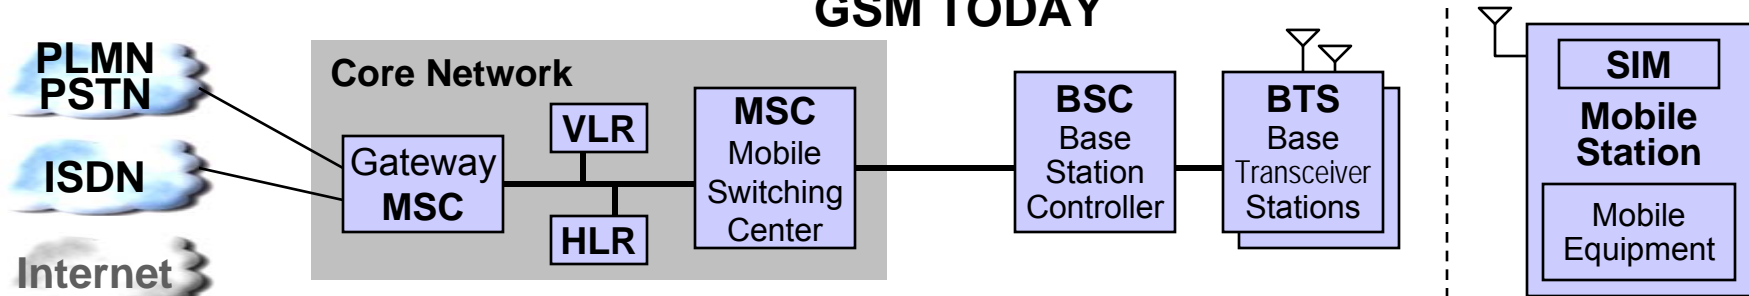 GSM TODAY
PLMN
PSTN
ISDN
Internet
Core Network
Gateway
MSC
VLR
HLR
MSC
Mobile
Switching
Center
BSC
Base
Station
Controller
BTS
Base
Transceiver
Stations
SIM
Mobile
Station
Mobile
Equipment